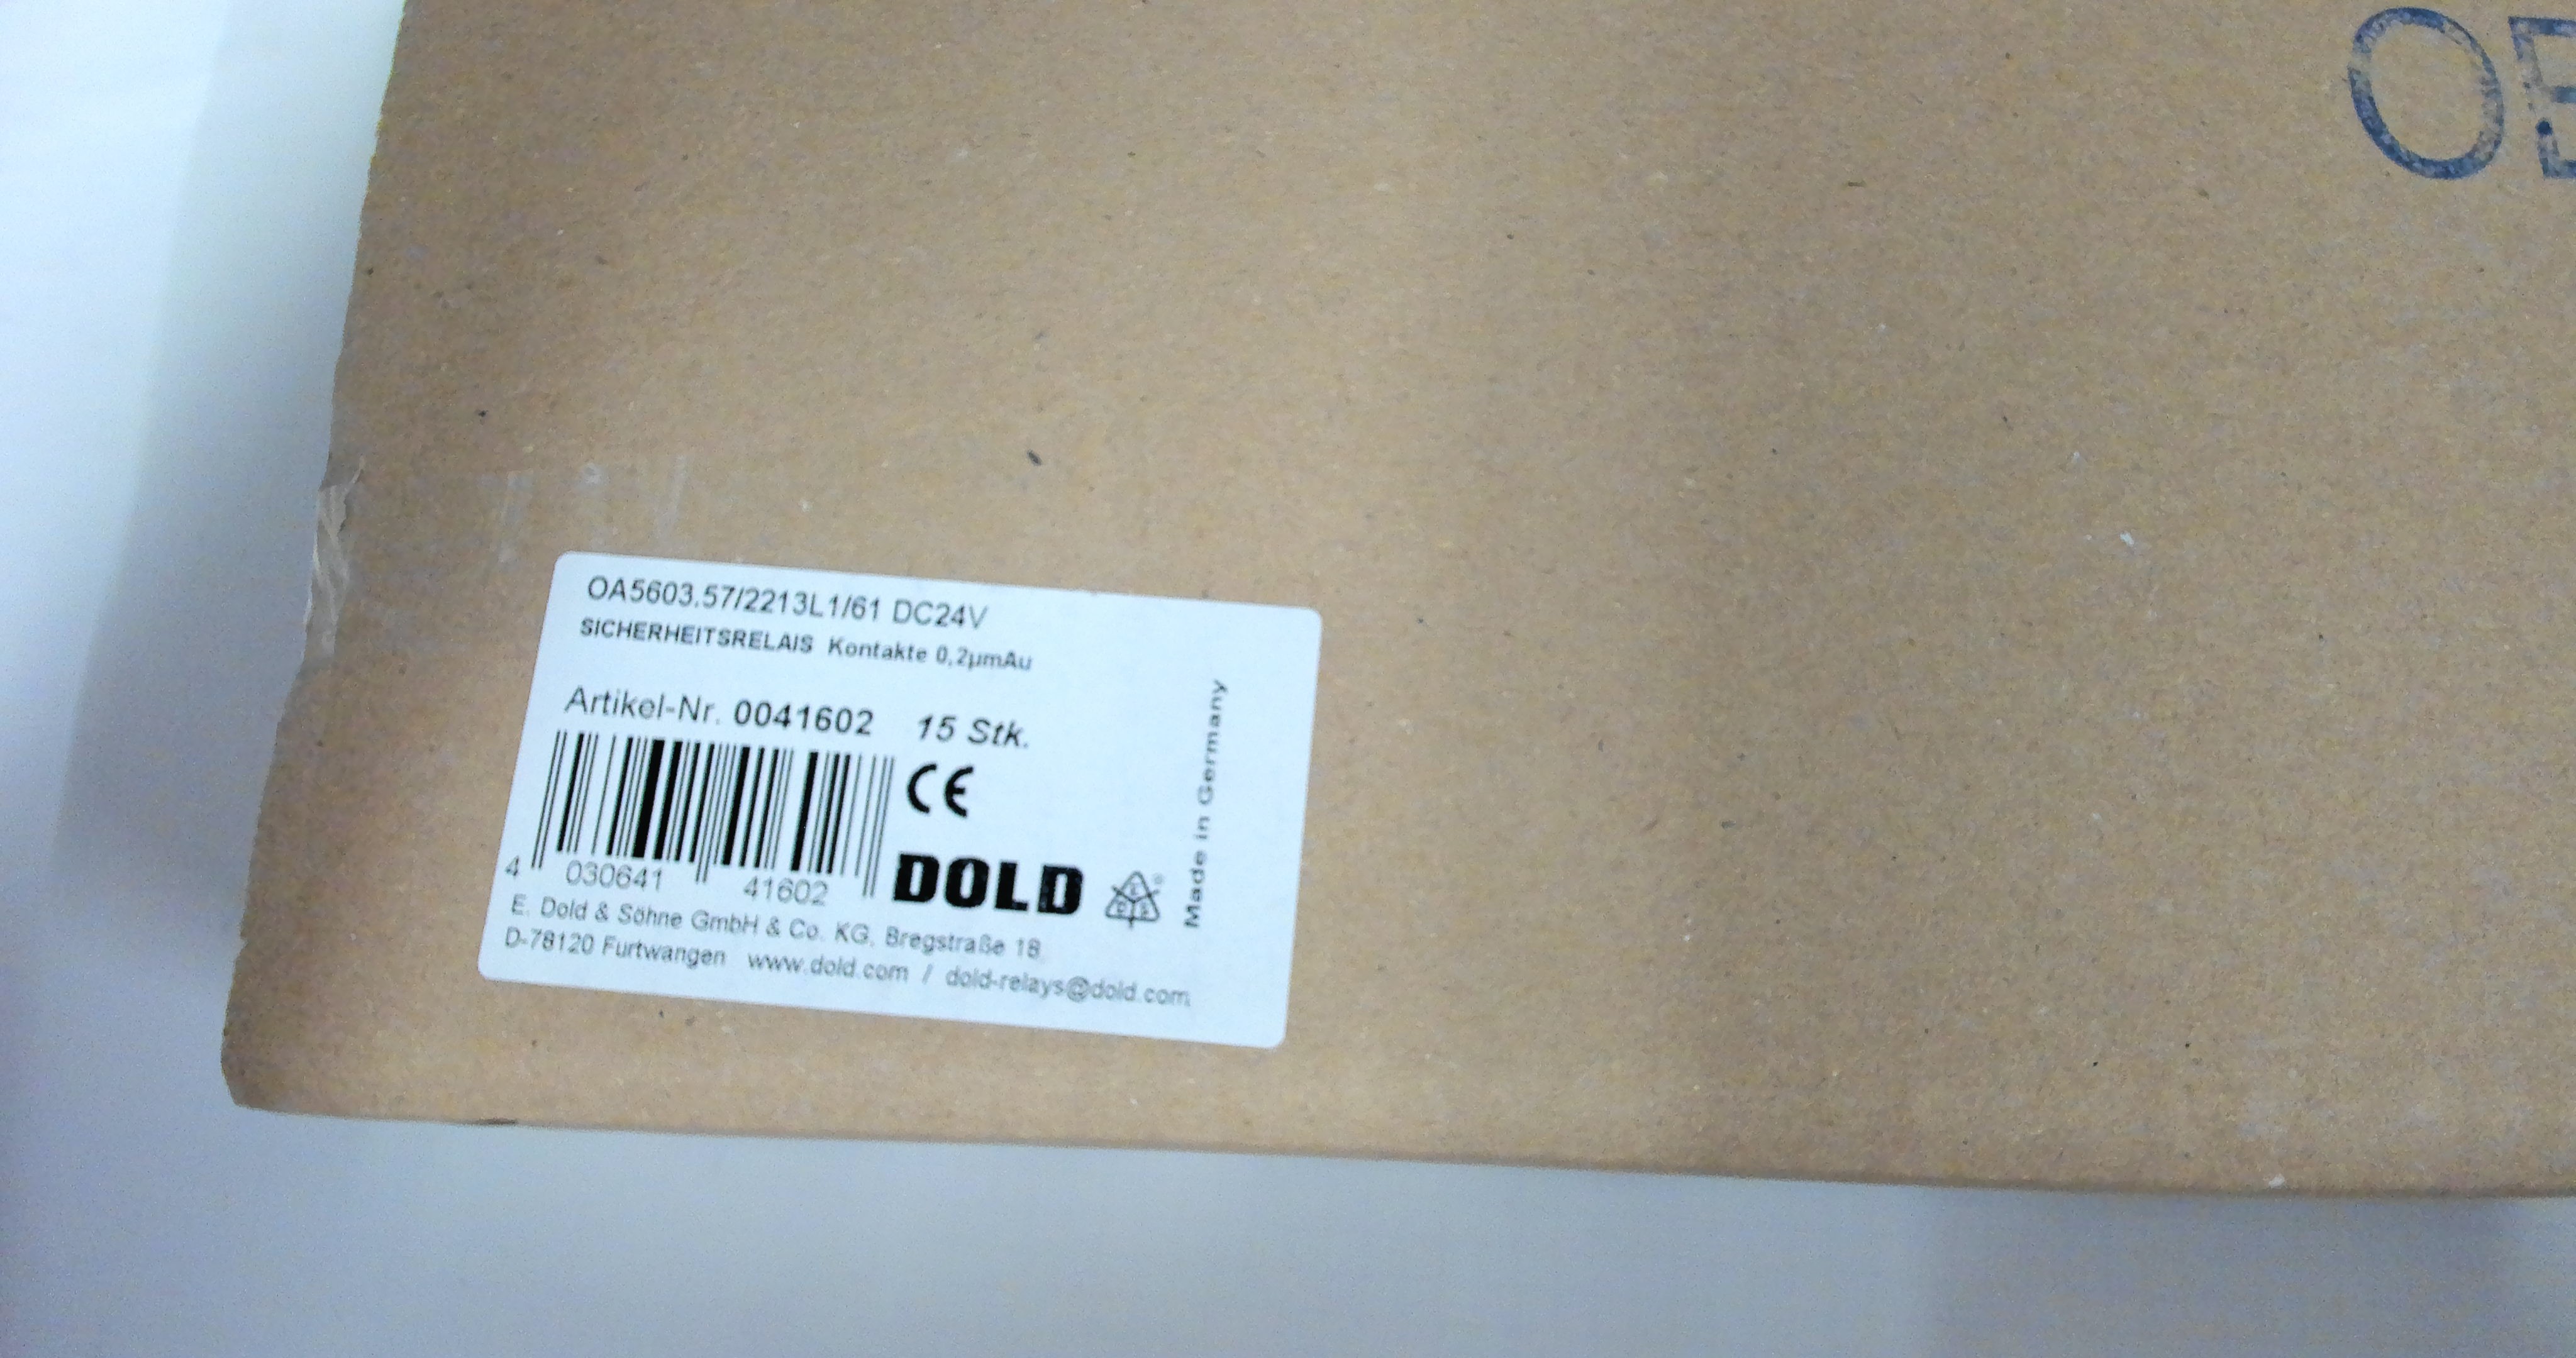 OE
OA5603.57/2213L1/61 DC24V
SICHERHEITSRELAIS Kontakte 0,2µmAu
Artikel-Nr. 0041602 15 Stk.
CE
4 030641 41602
DOLD
Made in Germany
E. Dold & Söhne GmbH & Co. KG, Bregstraße 18
D-78120 Furtwangen www.dold.com / dold-relays@dold.com